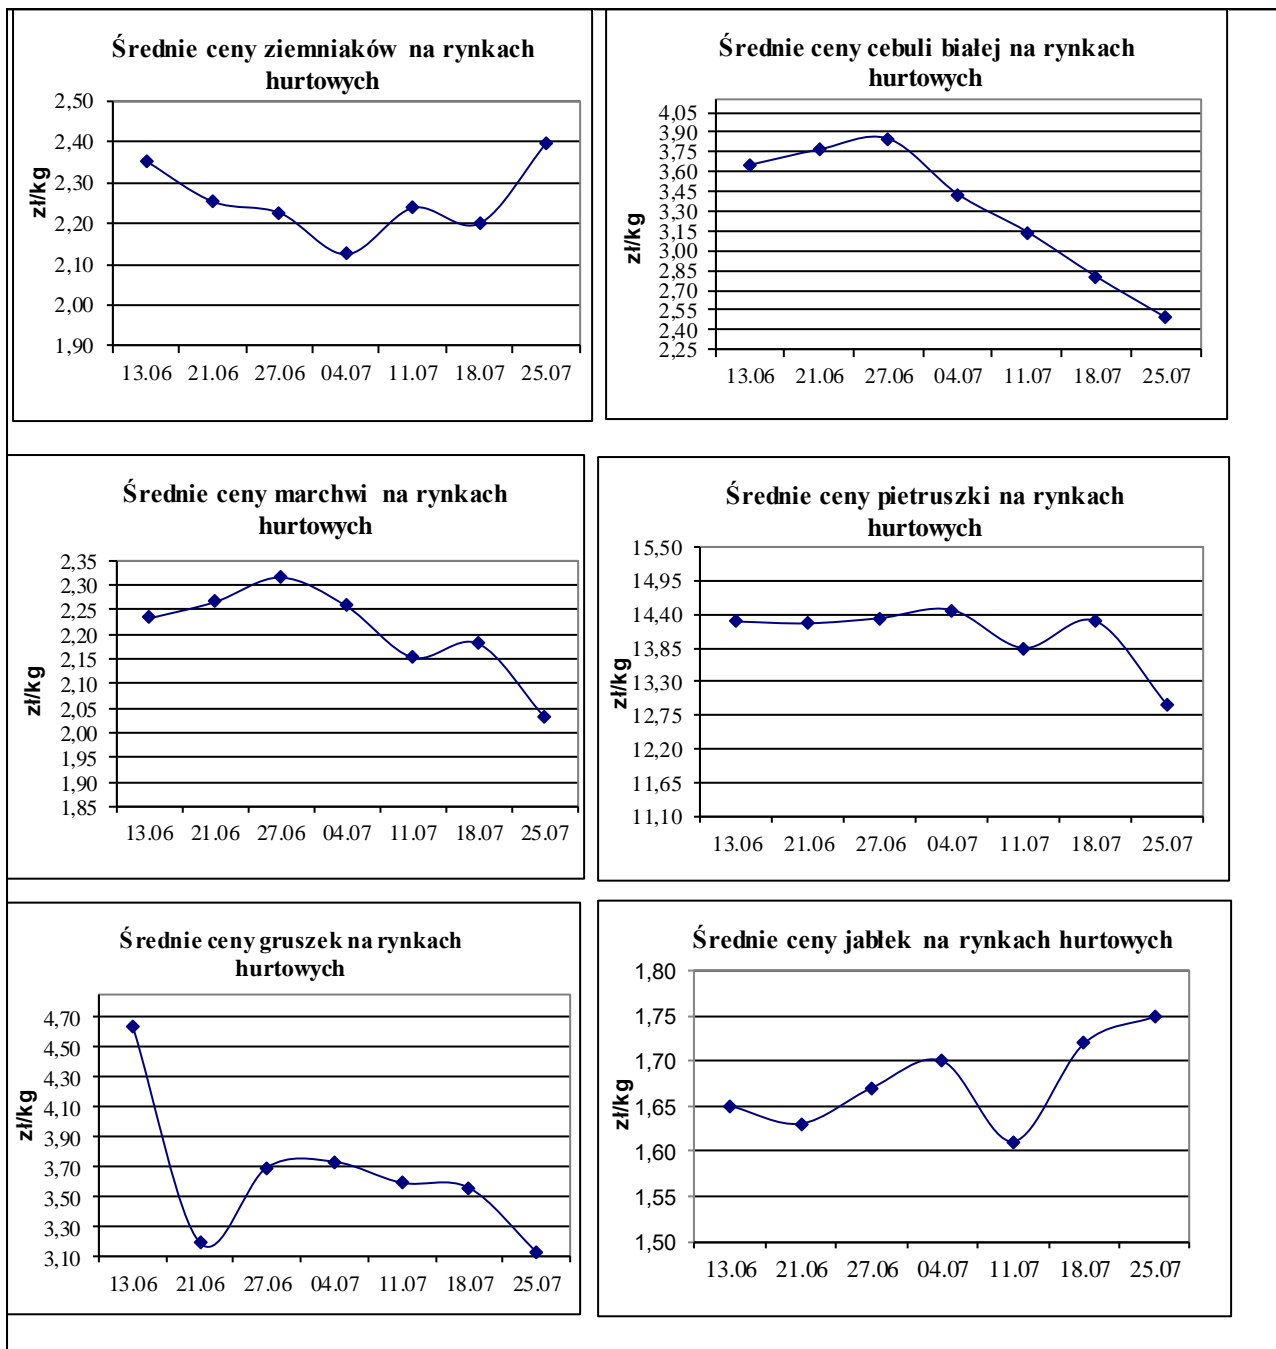 Średnie ceny ziemniaków na rynkach
hurtowych
zł/kg
2,50
2,40
2,30
2,20
2,10
2,00
1,90
13.06 21.06 27.06 04.07 11.07 18.07 25.07
Średnie ceny cebuli białej na rynkach
hurtowych
zł/kg
4,05
3,90
3,75
3,60
3,45
3,30
3,15
3,00
2,85
2,70
2,55
2,40
2,25
13.06 21.06 27.06 04.07 11.07 18.07 25.07
Średnie ceny marchwi na rynkach
hurtowych
zł/kg
2,35
2,30
2,25
2,20
2,15
2,10
2,05
2,00
1,95
1,90
1,85
13.06 21.06 27.06 04.07 11.07 18.07 25.07
Średnie ceny pietruszki na rynkach
hurtowych
zł/kg
15,50
14,95
14,40
13,85
13,30
12,75
12,20
11,65
11,10
13.06 21.06 27.06 04.07 11.07 18.07 25.07
Średnie ceny gruszek na rynkach
hurtowych
zł/kg
4,70
4,50
4,30
4,10
3,90
3,70
3,50
3,30
3,10
13.06 21.06 27.06 04.07 11.07 18.07 25.07
Średnie ceny jabłek na rynkach hurtowych
zł/kg
1,80
1,75
1,70
1,65
1,60
1,55
1,50
13.06 21.06 27.06 04.07 11.07 18.07 25.07